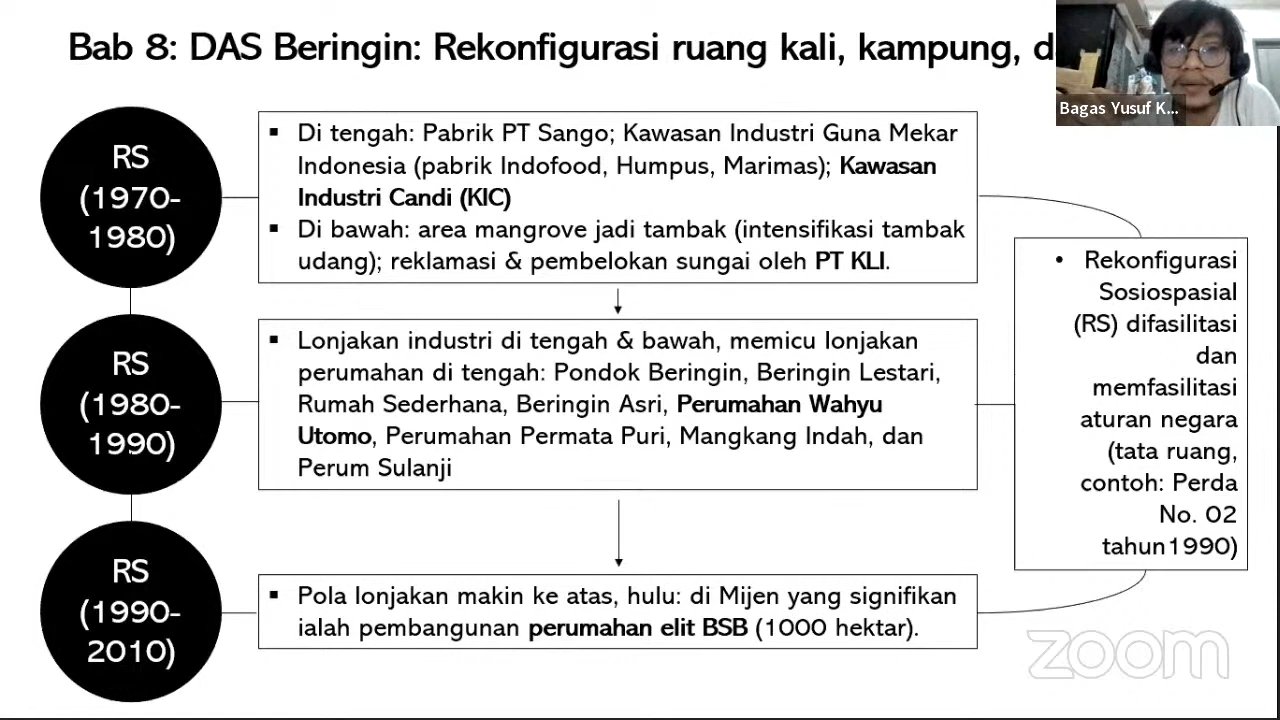 Bab 8: DAS Beringin: Rekonfigurasi ruang kali, kampung, d
Bagas Yusuf K...
RS
(1970-
1980)
▪ Di tengah: Pabrik PT Sango; Kawasan Industri Guna Mekar
Indonesia (pabrik Indofood, Humpus, Marimas); Kawasan
Industri Candi (KIC)
▪ Di bawah: area mangrove jadi tambak (intensifikasi tambak
udang); reklamasi & pembelokan sungai oleh PT KLI.
RS
(1980-
1990)
▪ Lonjakan industri di tengah & bawah, memicu lonjakan
perumahan di tengah: Pondok Beringin, Beringin Lestari,
Rumah Sederhana, Beringin Asri, Perumahan Wahyu
Utomo, Perumahan Permata Puri, Mangkang Indah, dan
Perum Sulanji
RS
(1990-
2010)
▪ Pola lonjakan makin ke atas, hulu: di Mijen yang signifikan
ialah pembangunan perumahan elit BSB (1000 hektar).
• Rekonfigurasi
Sosiospasial
(RS) difasilitasi
dan
memfasilitasi
aturan negara
(tata ruang,
contoh: Perda
No. 02
tahun1990)
zoom